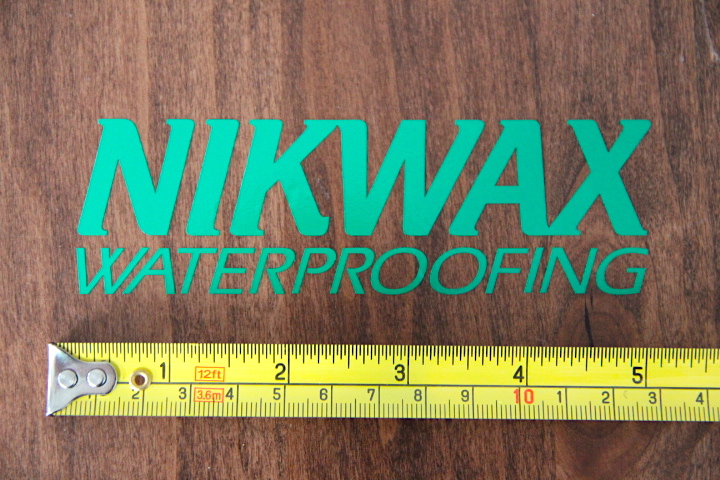 NIKWAX
WATERPROOFING
1 12ft 2 3 4 5
2 3 3.6m 4 5 6 7 8 9 10 1 2 3 4